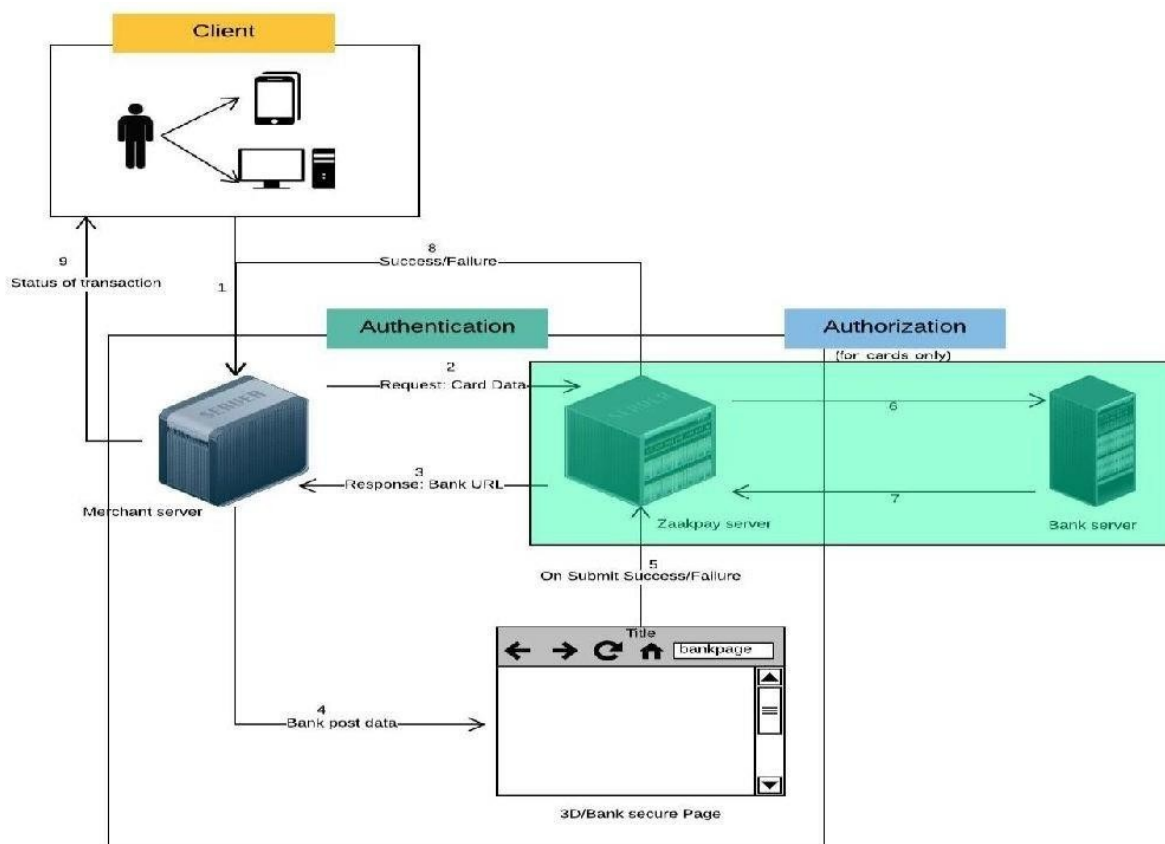 Client
8
Success/Failure
9
Status of transaction
1
Authentication
Authorization
(for cards only)
2
Request: Card Data
SERVER
SERVER
6
3
Response: Bank URL
7
Merchant server
Zaakpay server
Bank server
5
On Submit Success/Failure
Title
bankpage
4
Bank post data
3D/Bank secure Page